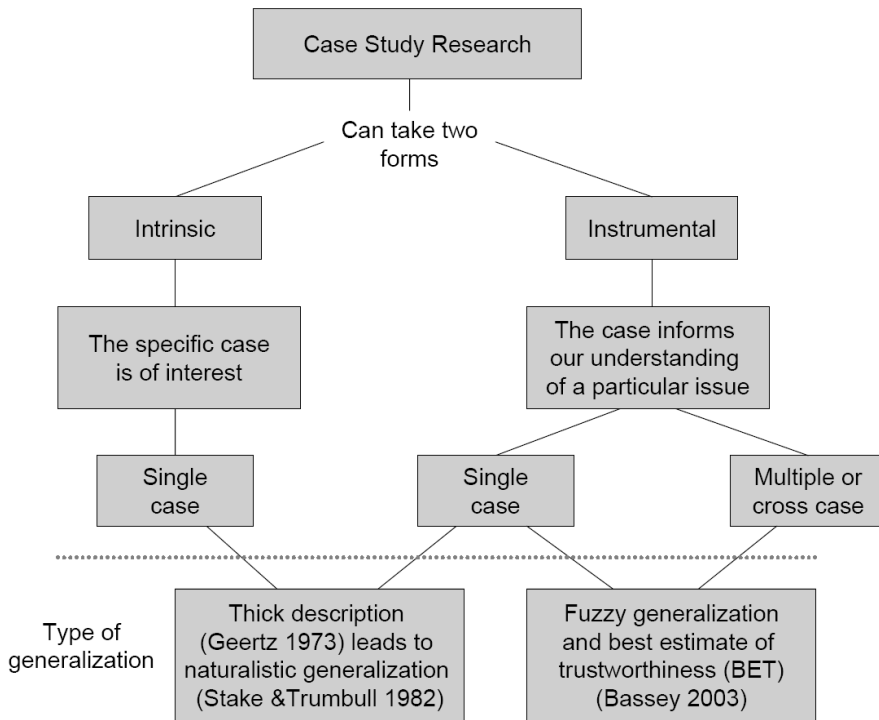 Case Study Research
Can take two
forms
Intrinsic
Instrumental
The specific case
is of interest
The case informs
our understanding
of a particular issue
Single
case
Single
case
Multiple or
cross case
Type of
generalization
Thick description
(Geertz 1973) leads to
naturalistic generalization
(Stake &Trumbull 1982)
Fuzzy generalization
and best estimate of
trustworthiness (BET)
(Bassey 2003)